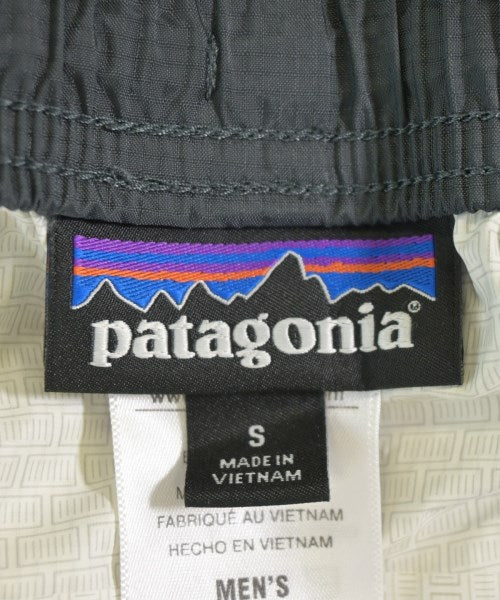 patagonia
S
MADE IN
VIETNAM
FABRIQUÉ AU VIETNAM
HECHO EN VIETNAM
MEN'S